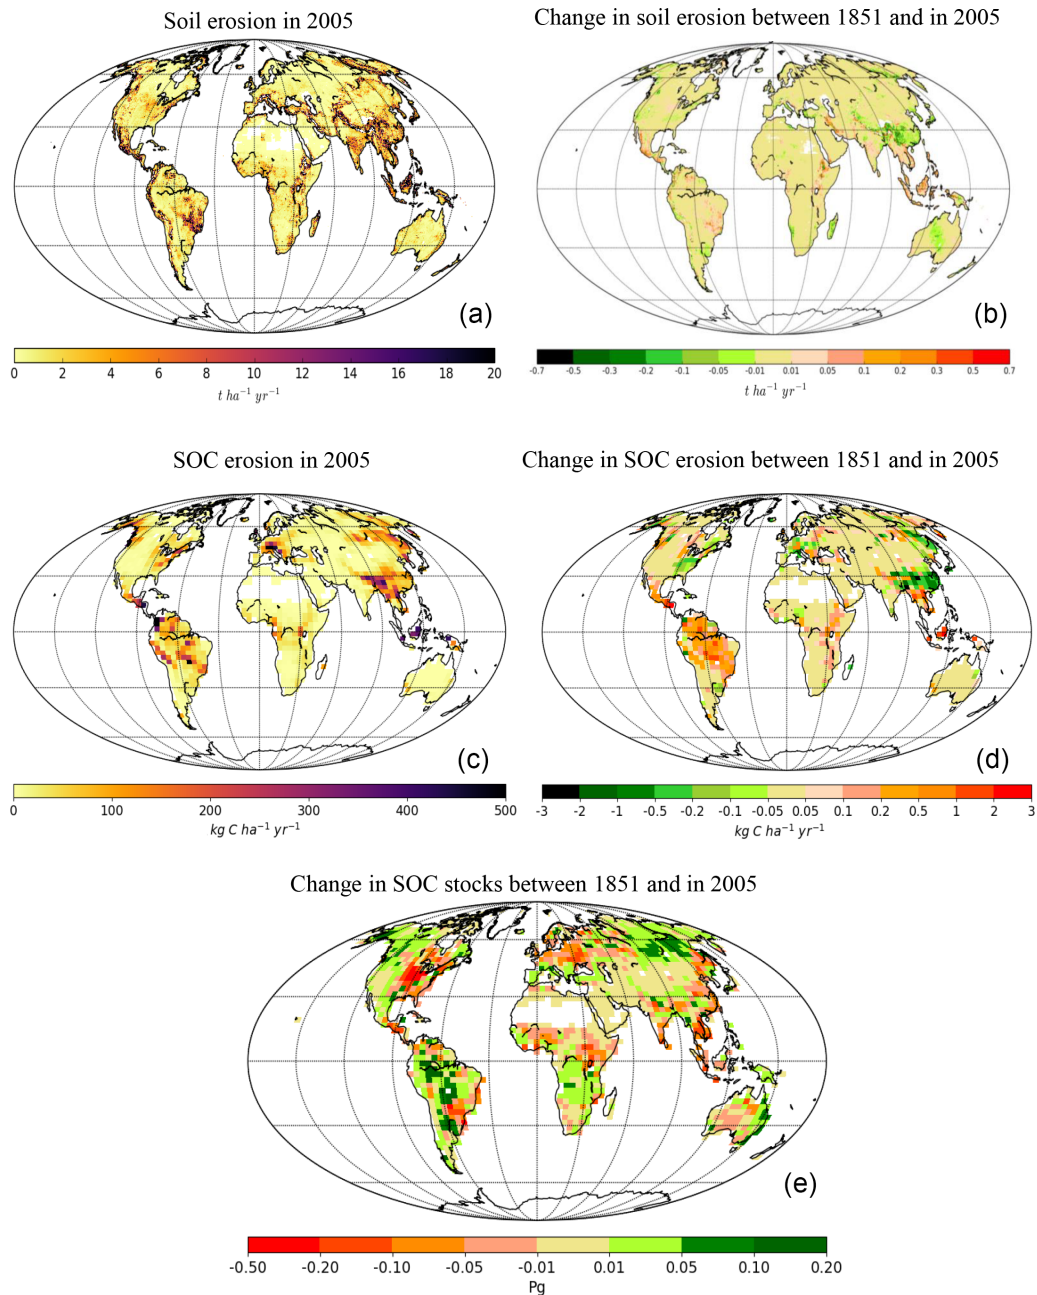 Soil erosion in 2005
Change in soil erosion between 1851 and in 2005
(a)
(b)
0 2 4 6 8 10 12 14 16 18 20
t ha⁻¹ yr⁻¹
-0.7 -0.5 -0.3 -0.2 -0.1 -0.05 -0.01 0.01 0.05 0.1 0.2 0.3 0.5 0.7
t ha⁻¹ yr⁻¹
SOC erosion in 2005
Change in SOC erosion between 1851 and in 2005
(c)
(d)
0 100 200 300 400 500
kg C ha⁻¹ yr⁻¹
-3 -2 -1 -0.5 -0.2 -0.1 -0.05 0.05 0.1 0.2 0.5 1 2 3
kg C ha⁻¹ yr⁻¹
Change in SOC stocks between 1851 and in 2005
(e)
-0.50 -0.20 -0.10 -0.05 -0.01 0.01 0.05 0.10 0.20
Pg